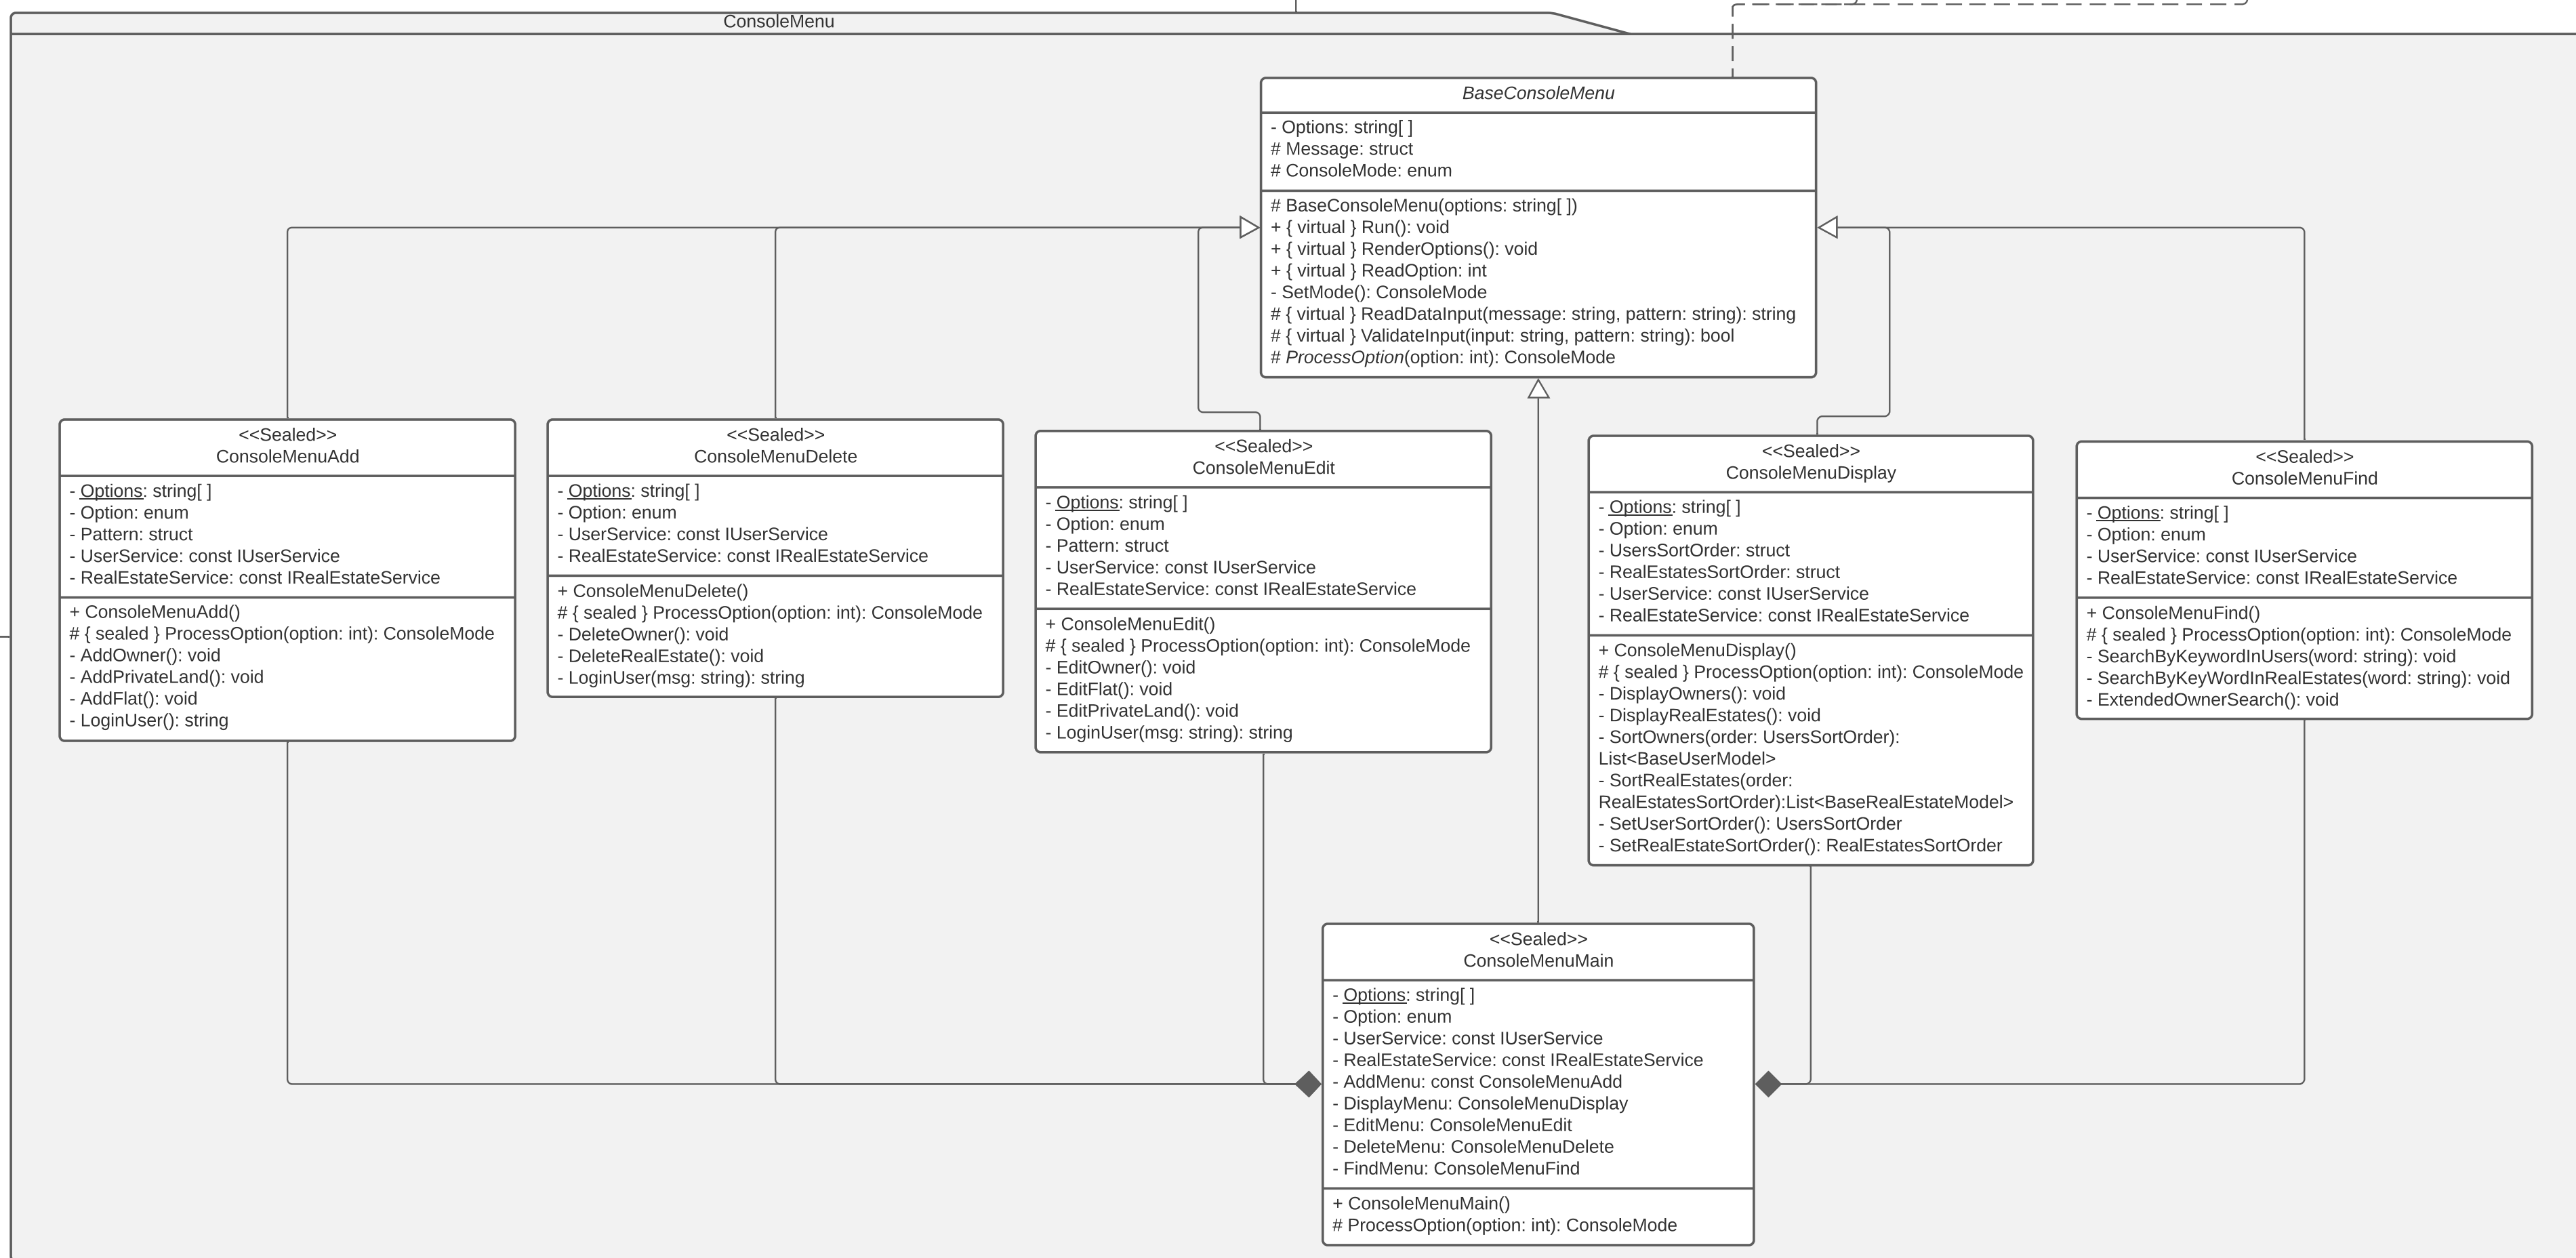 ConsoleMenu
BaseConsoleMenu
- Options: string[ ]
# Message: struct
# ConsoleMode: enum
# BaseConsoleMenu(options: string[ ])
+ { virtual } Run(): void
+ { virtual } RenderOptions(): void
+ { virtual } ReadOption: int
- SetMode(): ConsoleMode
# { virtual } ReadDataInput(message: string, pattern: string): string
# { virtual } ValidateInput(input: string, pattern: string): bool
# ProcessOption(option: int): ConsoleMode
<<Sealed>>
ConsoleMenuAdd
- Options: string[ ]
- Option: enum
- Pattern: struct
- UserService: const IUserService
- RealEstateService: const IRealEstateService
+ ConsoleMenuAdd()
# { sealed } ProcessOption(option: int): ConsoleMode
- AddOwner(): void
- AddPrivateLand(): void
- AddFlat(): void
- LoginUser(): string
<<Sealed>>
ConsoleMenuDelete
- Options: string[ ]
- Option: enum
- UserService: const IUserService
- RealEstateService: const IRealEstateService
+ ConsoleMenuDelete()
# { sealed } ProcessOption(option: int): ConsoleMode
- DeleteOwner(): void
- DeleteRealEstate(): void
- LoginUser(msg: string): string
<<Sealed>>
ConsoleMenuEdit
- Options: string[ ]
- Option: enum
- Pattern: struct
- UserService: const IUserService
- RealEstateService: const IRealEstateService
+ ConsoleMenuEdit()
# { sealed } ProcessOption(option: int): ConsoleMode
- EditOwner(): void
- EditFlat(): void
- EditPrivateLand(): void
- LoginUser(msg: string): string
<<Sealed>>
ConsoleMenuDisplay
- Options: string[ ]
- Option: enum
- UsersSortOrder: struct
- RealEstatesSortOrder: struct
- UserService: const IUserService
- RealEstateService: const IRealEstateService
+ ConsoleMenuDisplay()
# { sealed } ProcessOption(option: int): ConsoleMode
- DisplayOwners(): void
- DisplayRealEstates(): void
- SortOwners(order: UsersSortOrder):
List<BaseUserModel>
- SortRealEstates(order:
RealEstatesSortOrder):List<BaseRealEstateModel>
- SetUserSortOrder(): UsersSortOrder
- SetRealEstateSortOrder(): RealEstatesSortOrder
<<Sealed>>
ConsoleMenuFind
- Options: string[ ]
- Option: enum
- UserService: const IUserService
- RealEstateService: const IRealEstateService
+ ConsoleMenuFind()
# { sealed } ProcessOption(option: int): ConsoleMode
- SearchByKeywordInUsers(word: string): void
- SearchByKeyWordInRealEstates(word: string): void
- ExtendedOwnerSearch(): void
<<Sealed>>
ConsoleMenuMain
- Options: string[ ]
- Option: enum
- UserService: const IUserService
- RealEstateService: const IRealEstateService
- AddMenu: const ConsoleMenuAdd
- DisplayMenu: ConsoleMenuDisplay
- EditMenu: ConsoleMenuEdit
- DeleteMenu: ConsoleMenuDelete
- FindMenu: ConsoleMenuFind
+ ConsoleMenuMain()
# ProcessOption(option: int): ConsoleMode